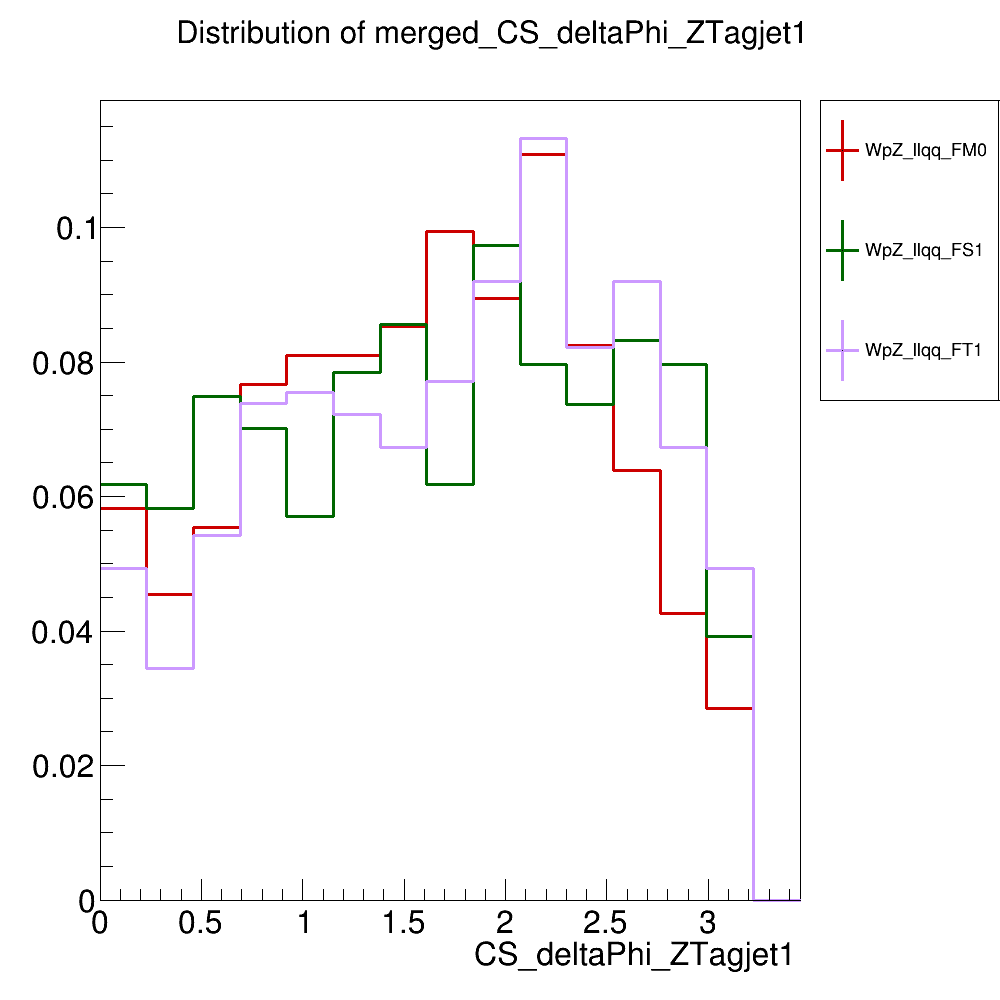 Distribution of merged_CS_deltaPhi_ZTagjet1
WpZ_llqq_FM0
WpZ_llqq_FS1
WpZ_llqq_FT1
0.1
0.08
0.06
0.04
0.02
0
0 0.5 1 1.5 2 2.5 3
CS_deltaPhi_ZTagjet1